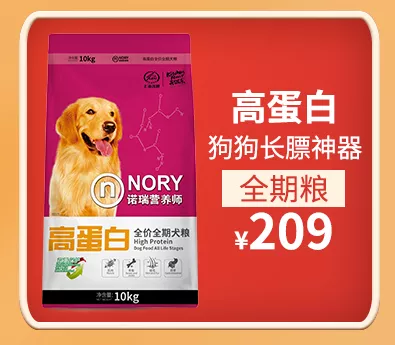 10kg
NORY
高蛋白
狗狗长膘神器
全期粮
¥209
NORY
诺瑞营养师
高蛋白
全价全期犬粮
High Protein
Dog Food All Life Stages
净含量:10kg